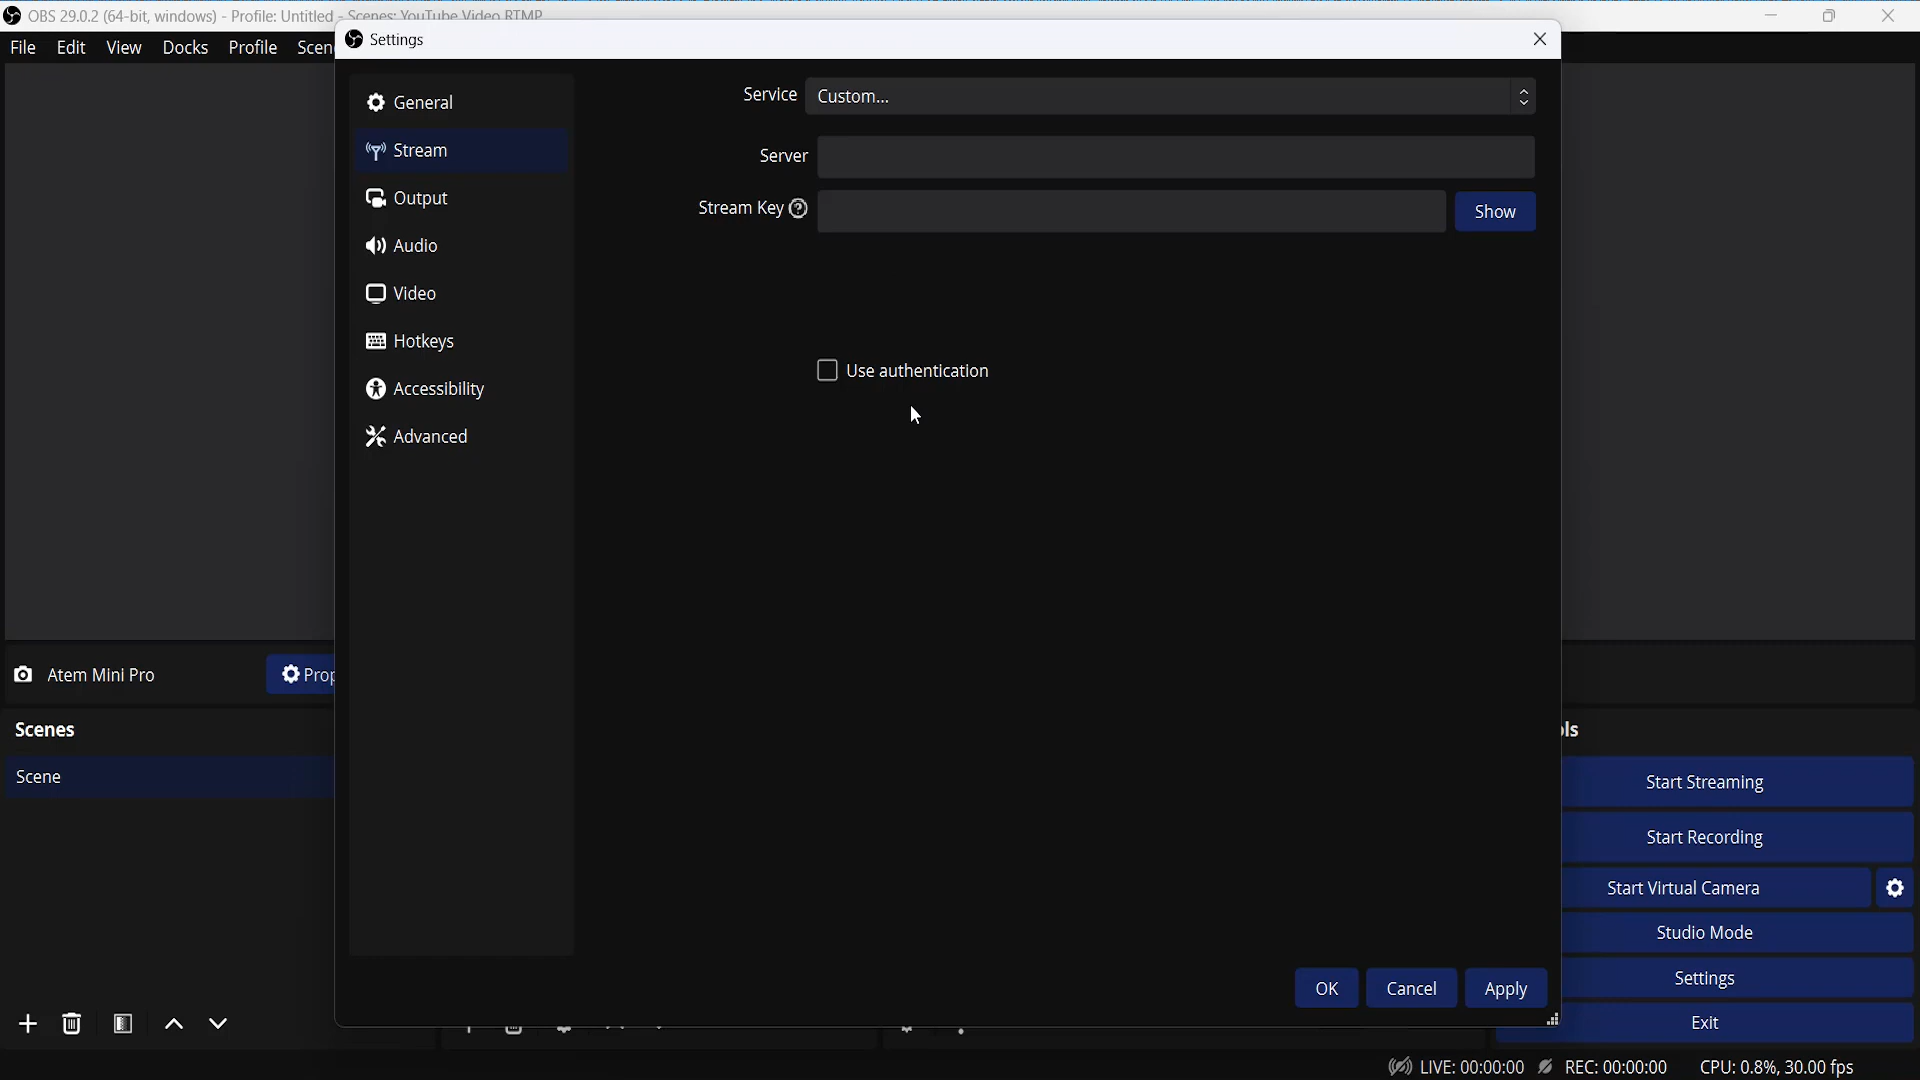 OBS 29.0.2 (64-bit, windows) - Profile: Untitled - Scenes: YouTube Video RTMP
File Edit View Docks Profile
Settings
General
Stream
Output
Audio
Video
Hotkeys
Accessibility
Advanced
Service Custom...
Server
Stream Key ? Show
Use authentication
OK Cancel Apply
Atem Mini Pro
Scenes
Scene
Start Streaming
Start Recording
Start Virtual Camera
Studio Mode
Settings
Exit
LIVE: 00:00:00 REC: 00:00:00 CPU: 0.8%, 30.00 fps